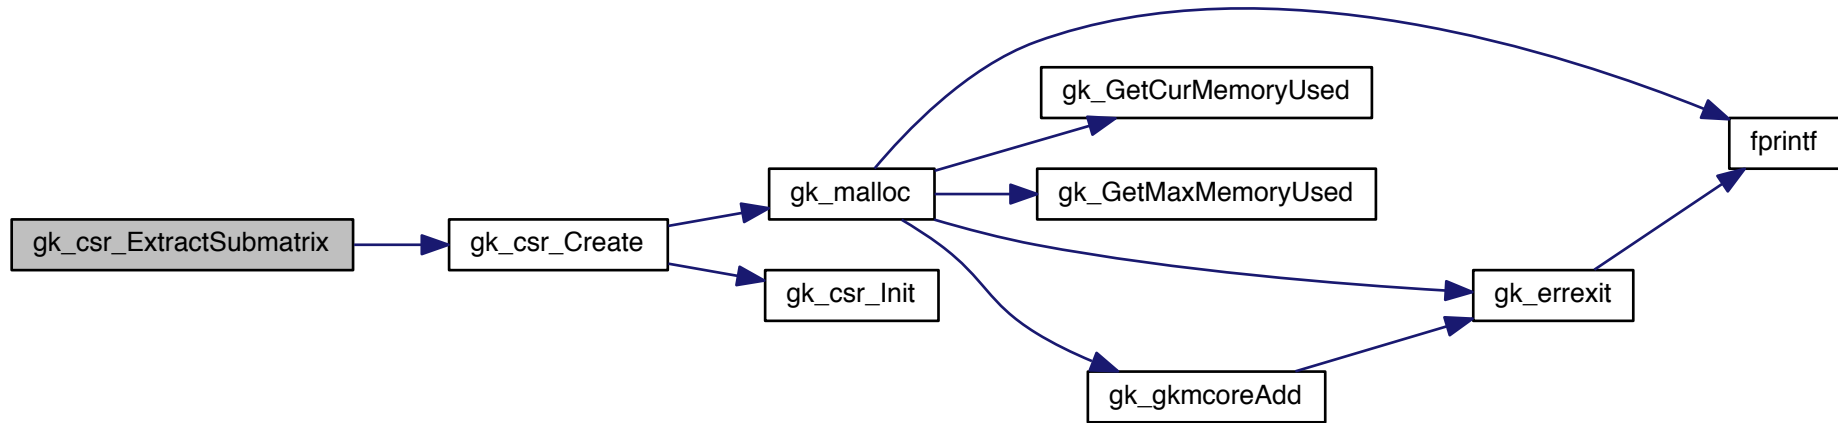 gk_csr_ExtractSubmatrix
gk_csr_Create
gk_malloc
gk_csr_Init
gk_GetCurMemoryUsed
gk_GetMaxMemoryUsed
gk_gkmcoreAdd
gk_errexit
fprintf